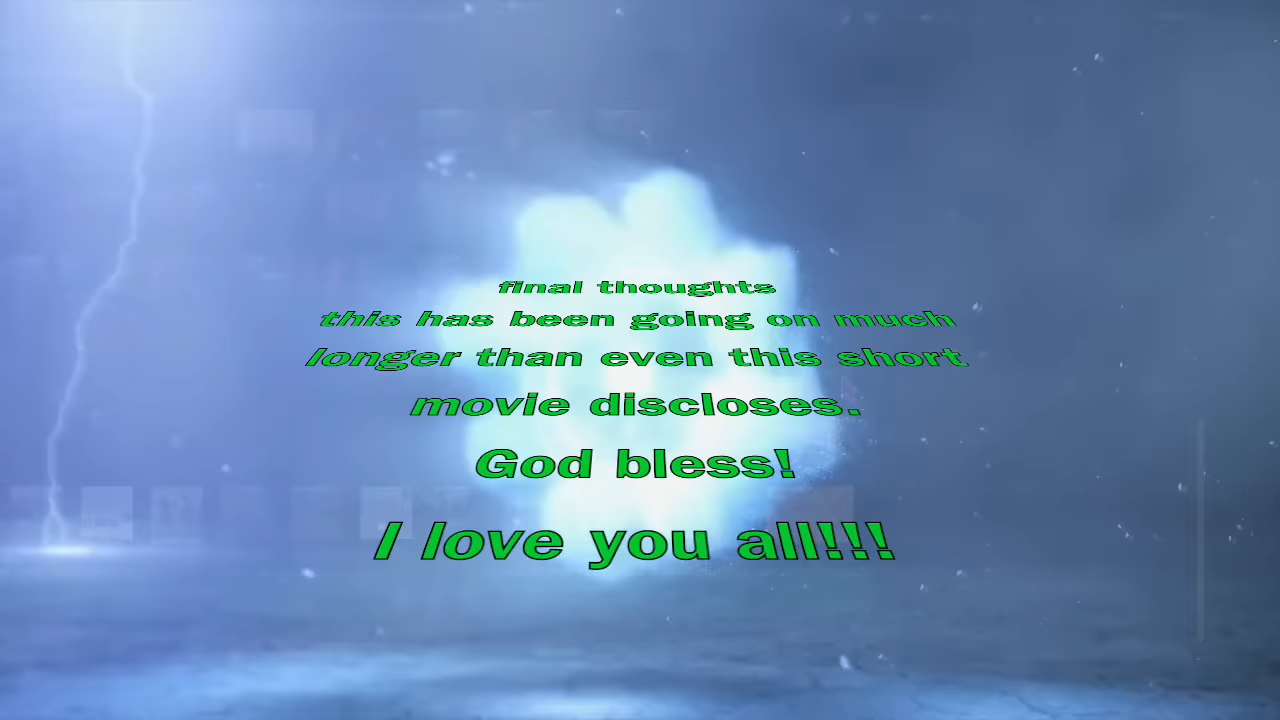 final thoughts
this has been going on much
longer than even this short
movie discloses.
God bless!
I love you all!!!